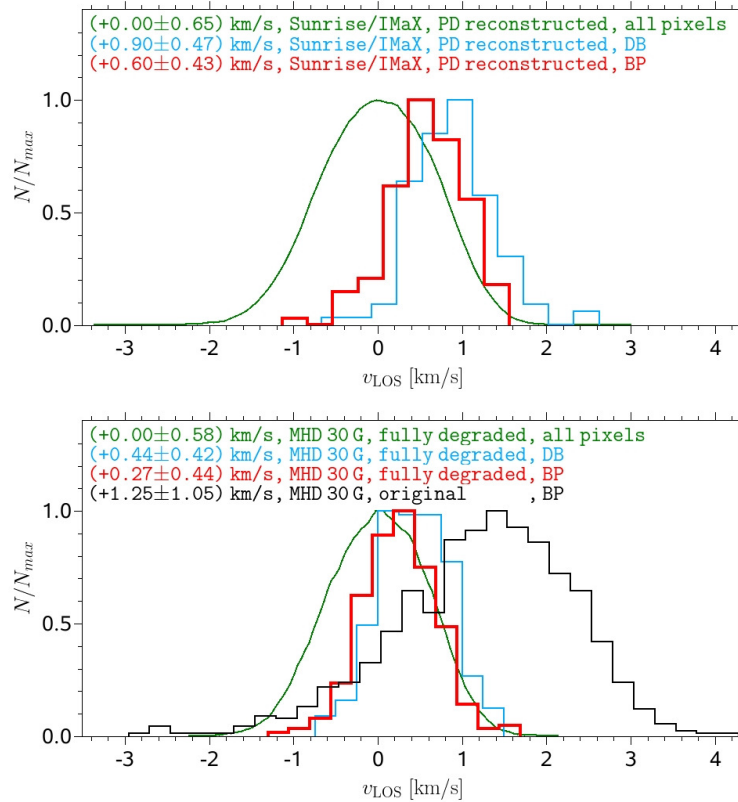 (+0.00±0.65) km/s, Sunrise/IMaX, PD reconstructed, all pixels
(+0.90±0.47) km/s, Sunrise/IMaX, PD reconstructed, DB
(+0.60±0.43) km/s, Sunrise/IMaX, PD reconstructed, BP
1.0
0.5
0.0
N/Nmax
-3 -2 -1 0 1 2 3 4
vLOS [km/s]
(+0.00±0.58) km/s, MHD 30 G, fully degraded, all pixels
(+0.44±0.42) km/s, MHD 30 G, fully degraded, DB
(+0.27±0.44) km/s, MHD 30 G, fully degraded, BP
(+1.25±1.05) km/s, MHD 30 G, original , BP
1.0
0.5
0.0
N/Nmax
-3 -2 -1 0 1 2 3 4
vLOS [km/s]